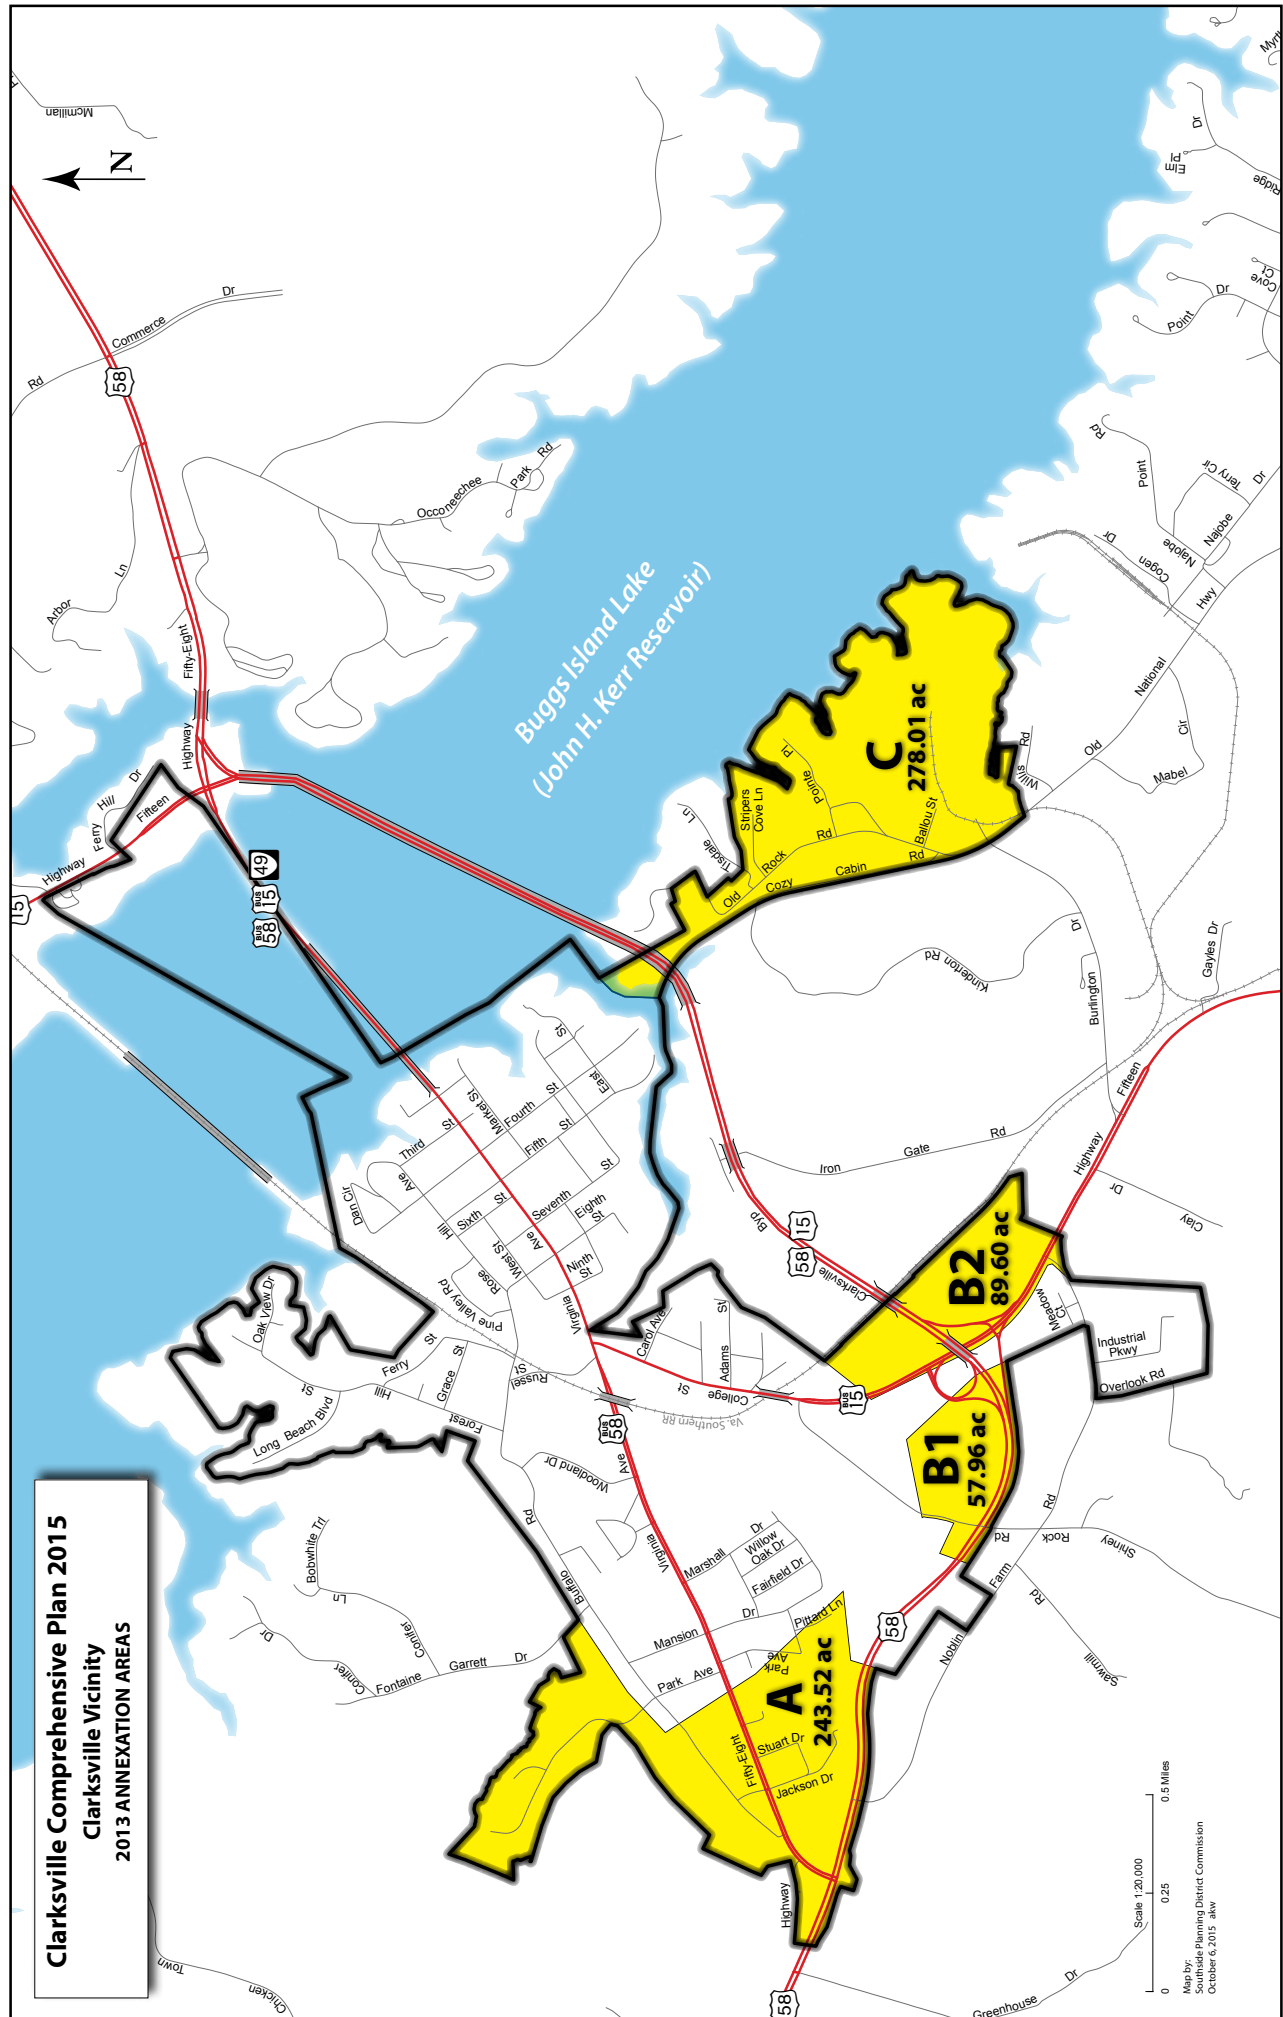 Clarksville Comprehensive Plan 2015
Clarksville Vicinity
2013 ANNEXATION AREAS
N
Mcmillan
Chicken
Town
Rd
Commerce
Dr
58
Arbor
Ln
Fifty-Eight
Highway
Occoneechee
Park
Rd
Ferry
Hill
Dr
Fifteen
Highway
15
49
BUS
15
BUS
58
Buggs Island Lake
(John H. Kerr Reservoir)
Oak View Dr
St
Long Beach Blvd
Hill
Ferry
St
Grace
St
Forest
Russel
St
Pine Valley Rd
Dan Cir
Ave
Third
St
Market St
Fourth
St
Fifth
St
Sixth
St
Hill
Seventh
St
Eighth
St
Ninth
St
East
St
West St
Rose
Ave
Virginia
Woodland Dr
BUS
58
Ave
Virginia
Carol Ave
Adams
St
College
St
Va. Southern RR
BUS
15
Bobwhite Trl
Ln
Conifer
Conifer
Dr
Fontaine
Garrett
Dr
Buffalo
Rd
Marshall
Dr
Willow
Oak Dr
Fairfield Dr
Mansion
Dr
Pittard Ln
Park Ave
Park
Ave
A
243.52 ac
Fifty-Eight
Stuart Dr
Jackson Dr
Highway
58
58
B1
57.96 ac
B2
89.60 ac
Clarksville
Byp
58
15
Iron
Gate
Rd
Meadow
Ct
Industrial
Pkwy
Overlook Rd
Noblin
Farm
Rd
Rd
Rock
Shiney
Sawmill
Rd
Highway
Fifteen
Clay
Dr
Burlington
Dr
Kinderton Rd
Gayles Dr
Tisdale
Ln
Stripers
Cove Ln
Pointe
Pl
Old
Rock
Rd
Cozy
Cabin
Rd
Ballou St
C
278.01 ac
Willis
Rd
Old
National
Hwy
Mabel
Cir
Cogen
Dr
Najobe
Najobe
Dr
Terry Cir
Point
Rd
Point
Dr
Cove
Ct
Elm
Pl
Dr
Ridge
Greenhouse
Dr
Scale 1:20,000
0
0.25
0.5 Miles
Map by:
Southside Planning District Commission
October 6, 2015 akw